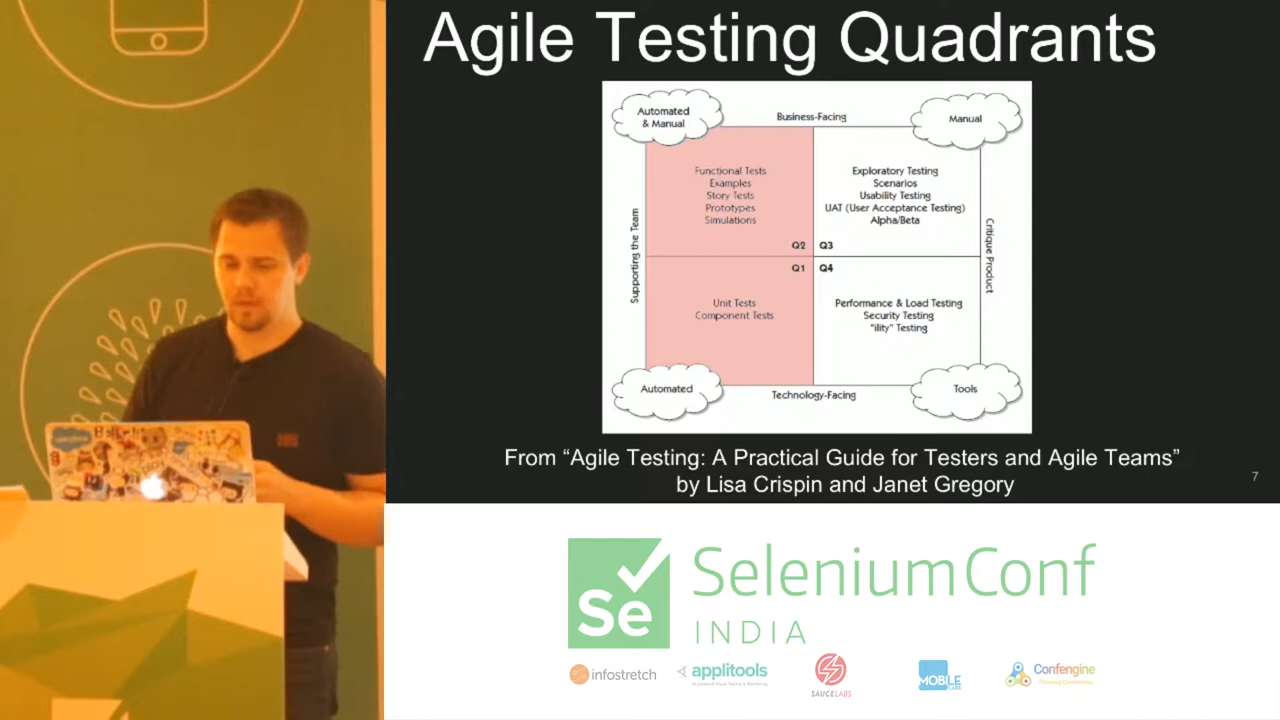 Agile Testing Quadrants
Automated
& Manual
Business-Facing
Manual
Functional Tests
Examples
Story Tests
Prototypes
Simulations
Exploratory Testing
Scenarios
Usability Testing
UAT (User Acceptance Testing)
Alpha/Beta
Supporting the Team
Critique Product
Q2
Q3
Q1
Q4
Unit Tests
Component Tests
Performance & Load Testing
Security Testing
"ility" Testing
Automated
Technology-Facing
Tools
From “Agile Testing: A Practical Guide for Testers and Agile Teams”
by Lisa Crispin and Janet Gregory
7
Se
SeleniumConf
INDIA
infostretch
applitools
SAUCELABS
MOBILE
LABS
Confengine